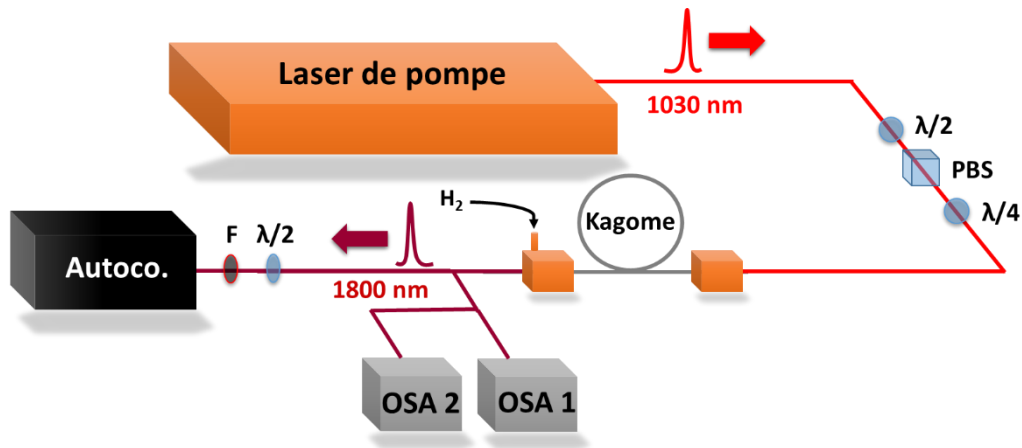 Laser de pompe
1030 nm
λ/2
PBS
λ/4
H₂
Kagome
F
λ/2
Autoco.
1800 nm
OSA 2
OSA 1